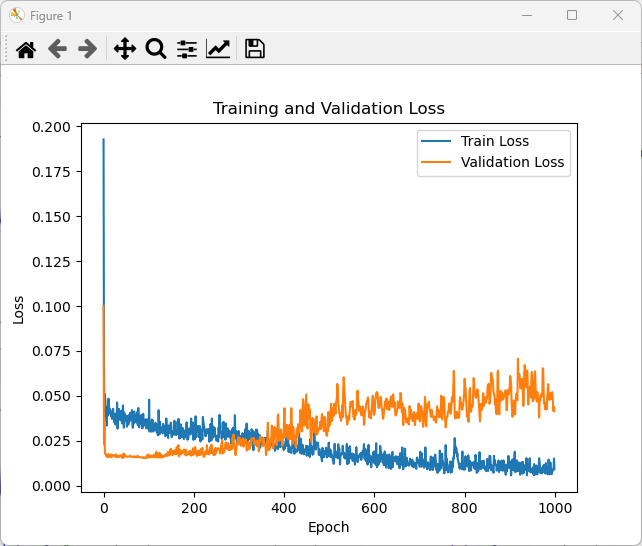 Figure 1
Training and Validation Loss
Train Loss
Validation Loss
0.200
0.175
0.150
0.125
0.100
0.075
0.050
0.025
0.000
Loss
0 200 400 600 800 1000
Epoch